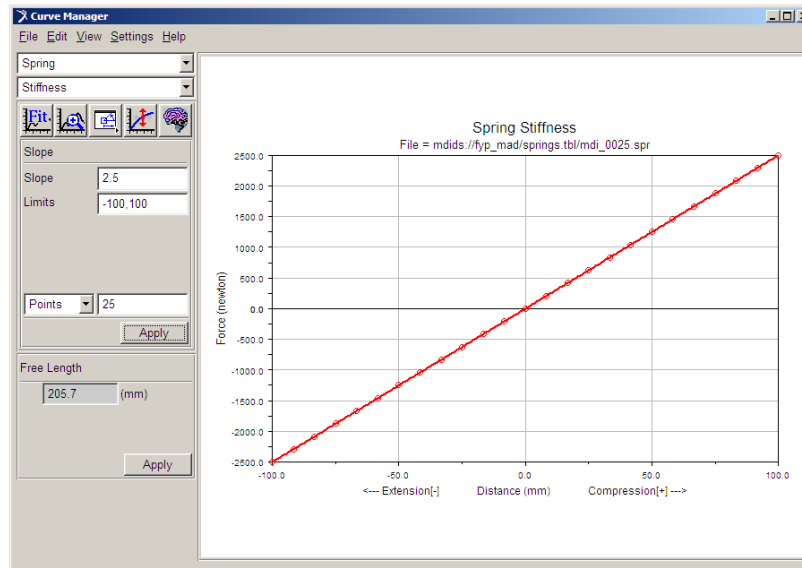 Curve Manager
File Edit View Settings Help
Spring
Stiffness
Fit
Slope
Slope 2.5
Limits -100,100
Points 25
Apply
Free Length
205.7 (mm)
Apply
Spring Stiffness
File = mdids://fyp_mad/springs.tbl/mdi_0025.spr
2500.0
2000.0
1500.0
1000.0
500.0
0.0
-500.0
-1000.0
-1500.0
-2000.0
-2500.0
Force (newton)
-100.0 -50.0 0.0 50.0 100.0
<--- Extension[-] Distance (mm) Compression[+] --->